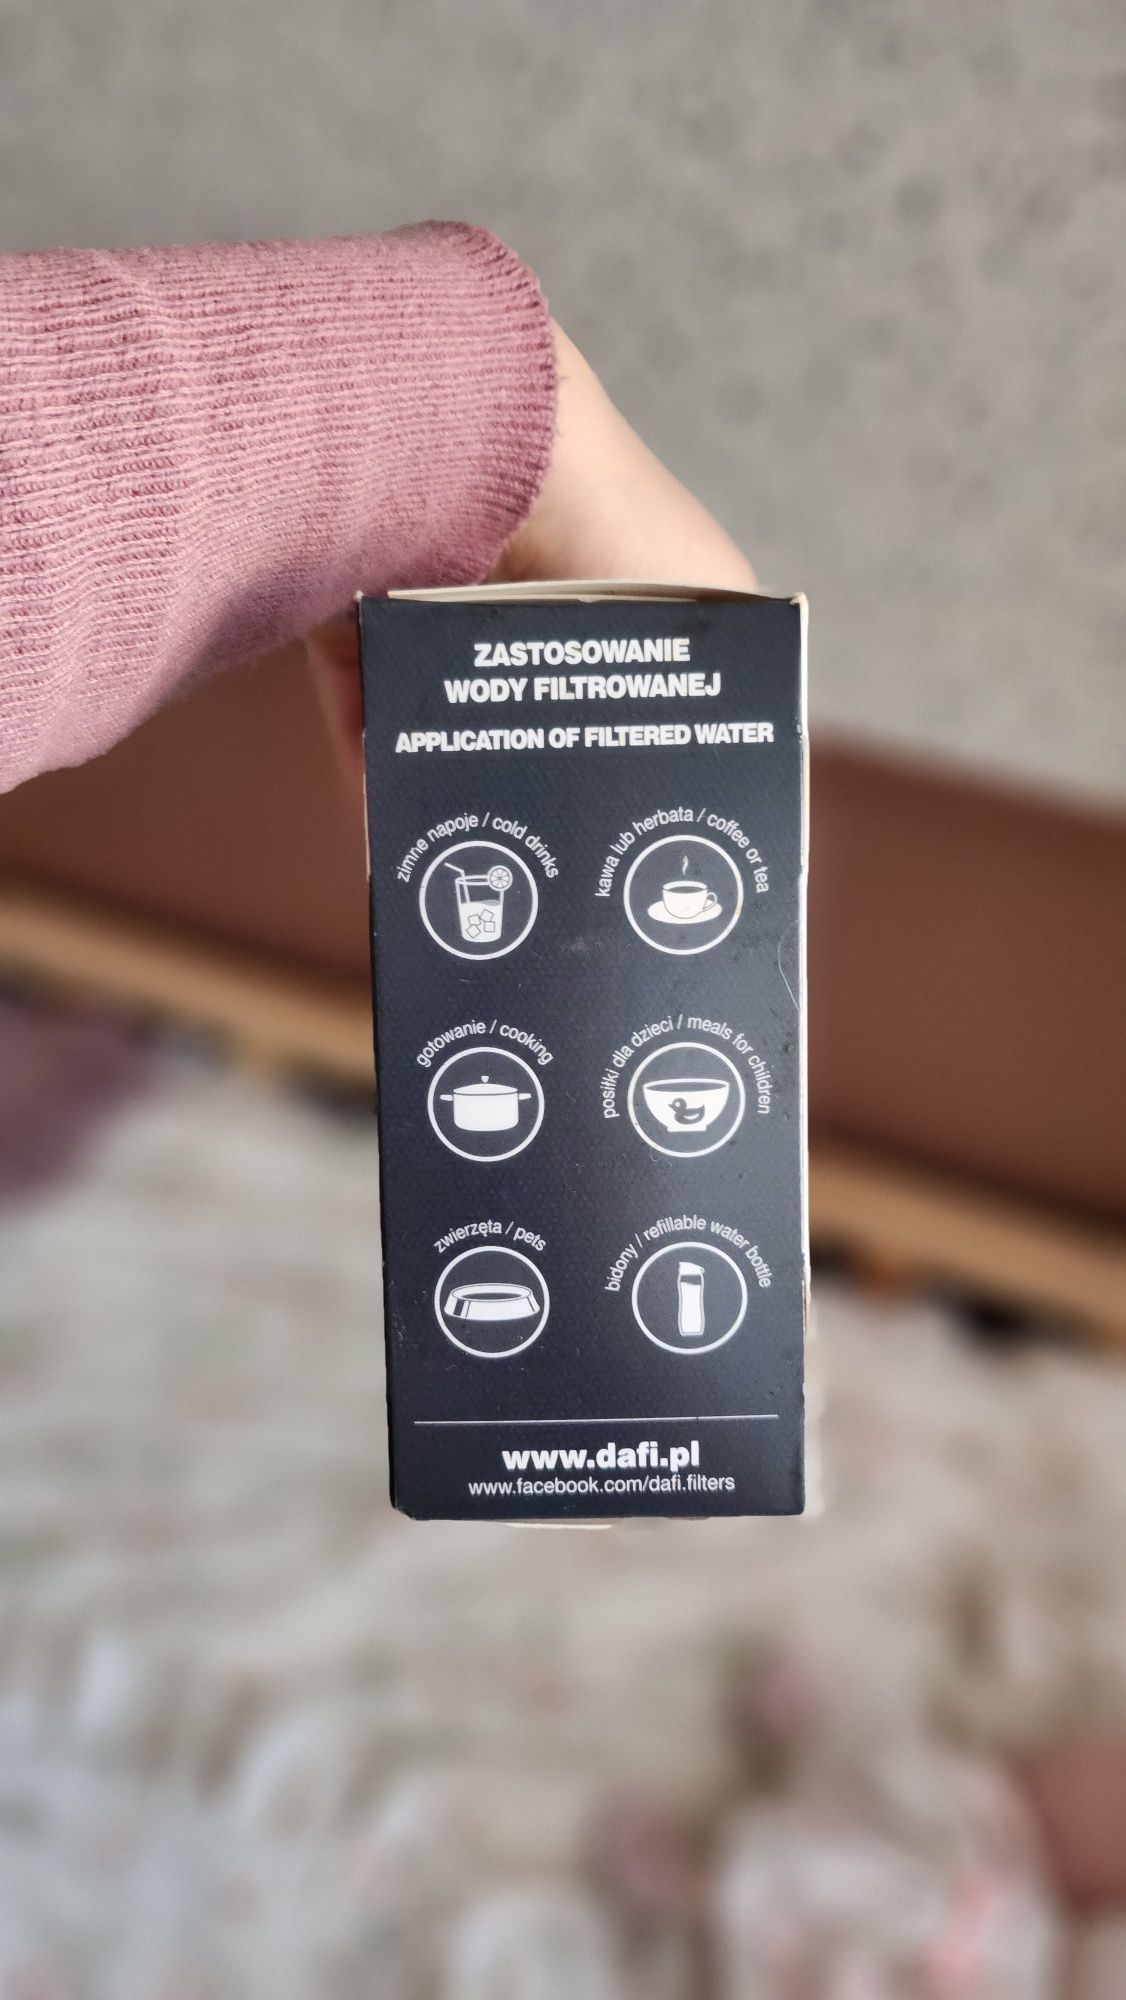 ZASTOSOWANIE
WODY FILTROWANEJ
APPLICATION OF FILTERED WATER
zimne napoje / cold drinks
kawa lub herbata / coffee or tea
gotowanie / cooking
posiłki dla dzieci / meals for children
zwierzęta / pets
bidony / refillable water bottle
www.dafi.pl
www.facebook.com/dafi.filters